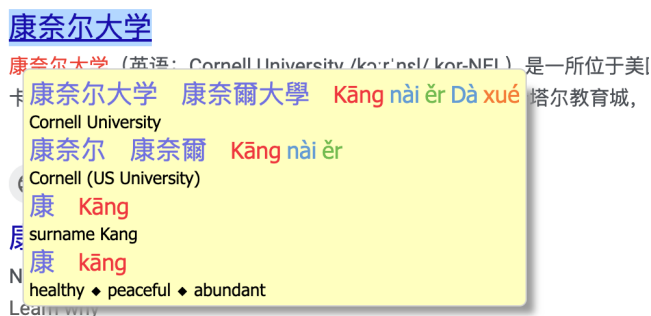 康奈尔大学
康奈尔大学（英语：Cornell University /kɔːrˈnɛl/ kor-NEL）是一所位于美国
康奈尔大学 康奈爾大學 Kāng nài ěr Dà xué
塔尔教育城，
Cornell University
康奈尔 康奈爾 Kāng nài ěr
Cornell (US University)
康 Kāng
surname Kang
康 kāng
healthy ◆ peaceful ◆ abundant
Learn why